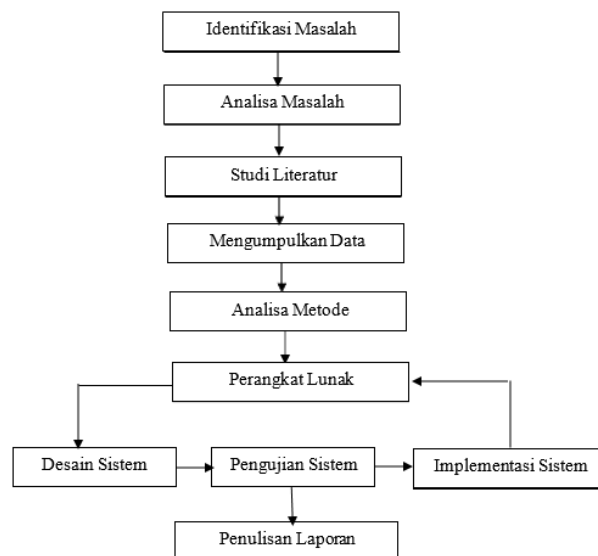 Identifikasi Masalah
Analisa Masalah
Studi Literatur
Mengumpulkan Data
Analisa Metode
Perangkat Lunak
Desain Sistem
Pengujian Sistem
Implementasi Sistem
Penulisan Laporan